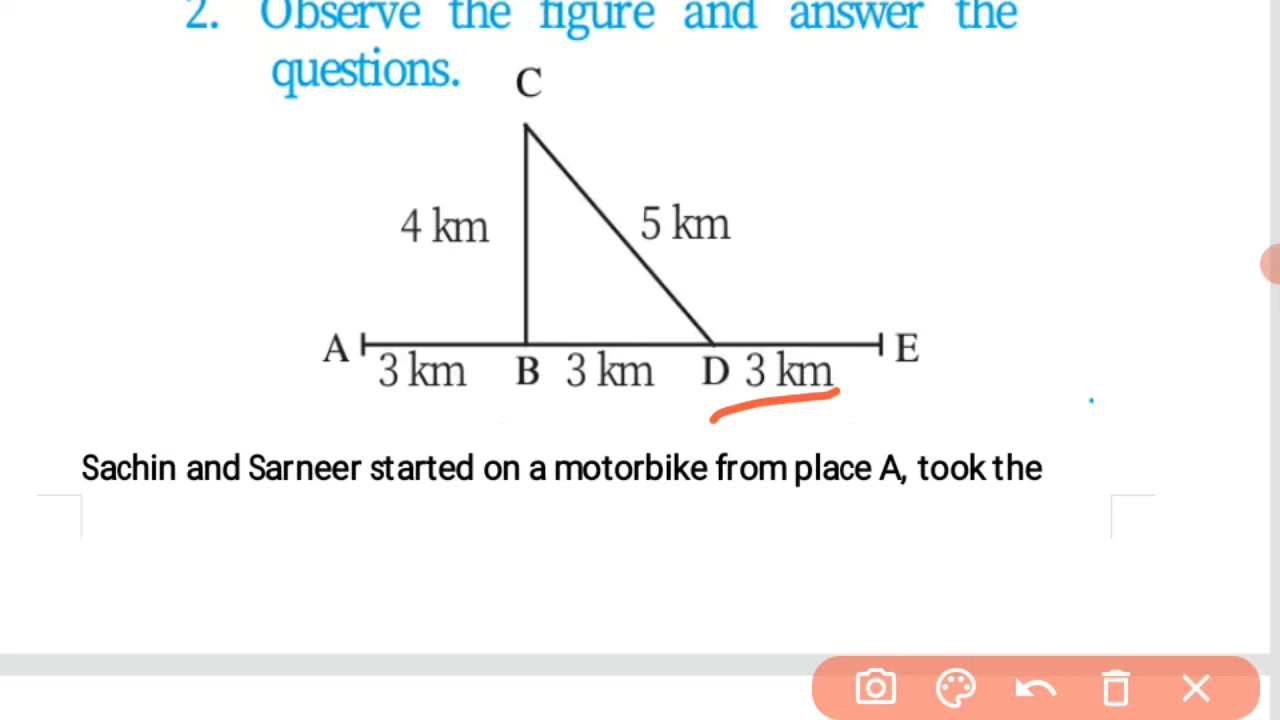 2. Observe the figure and answer the
questions.
C
4 km
5 km
A
E
3 km
B
3 km
D
3 km
Sachin and Sarneer started on a motorbike from place A, took the